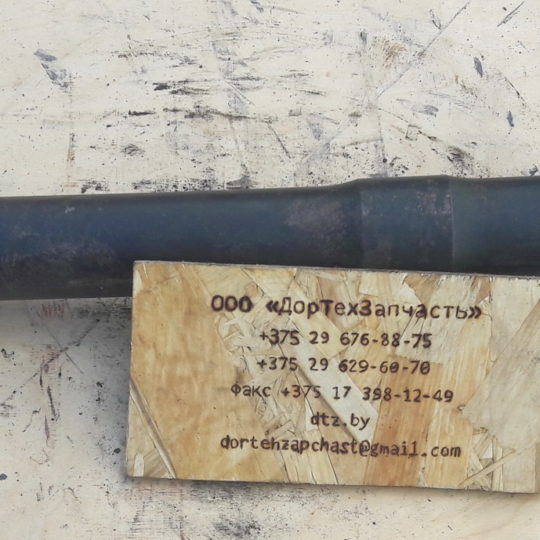 ООО «ДорТехЗапчасть»
+375 29 676-88-75
+375 29 629-60-70
Факс +375 17 398-12-49
dtz.by
dortehzapchast@gmail.com